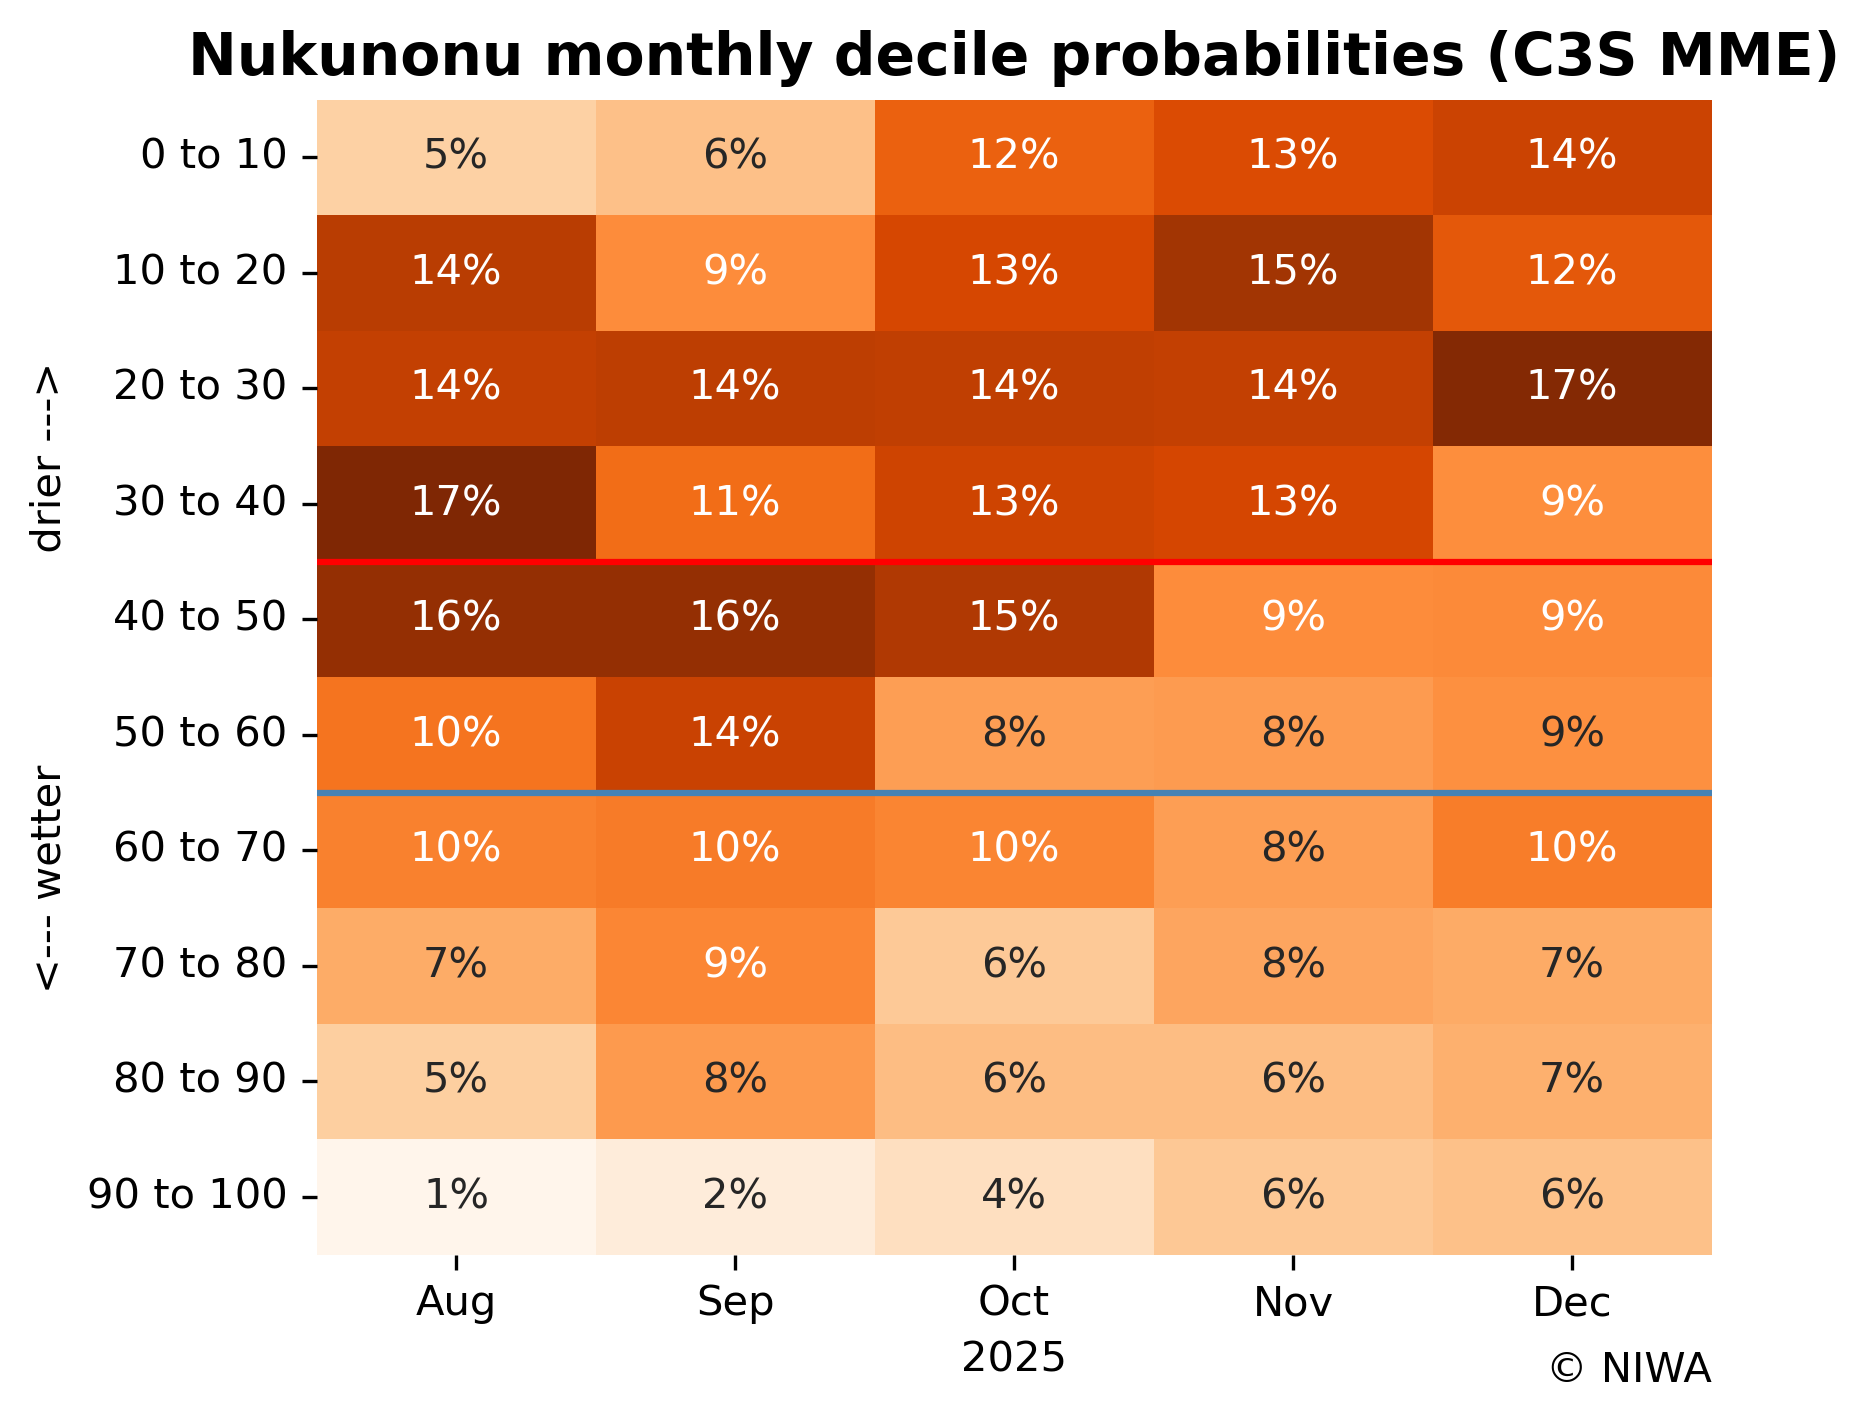 Nukunonu monthly decile probabilities (C3S MME)
0 to 10 5% 6% 12% 13% 14%
10 to 20 14% 9% 13% 15% 12%
20 to 30 14% 14% 14% 14% 17%
30 to 40 17% 11% 13% 13% 9%
40 to 50 16% 16% 15% 9% 9%
50 to 60 10% 14% 8% 8% 9%
60 to 70 10% 10% 10% 8% 10%
70 to 80 7% 9% 6% 8% 7%
80 to 90 5% 8% 6% 6% 7%
90 to 100 1% 2% 4% 6% 6%
<--- wetter drier --->
Aug Sep Oct Nov Dec
2025
© NIWA